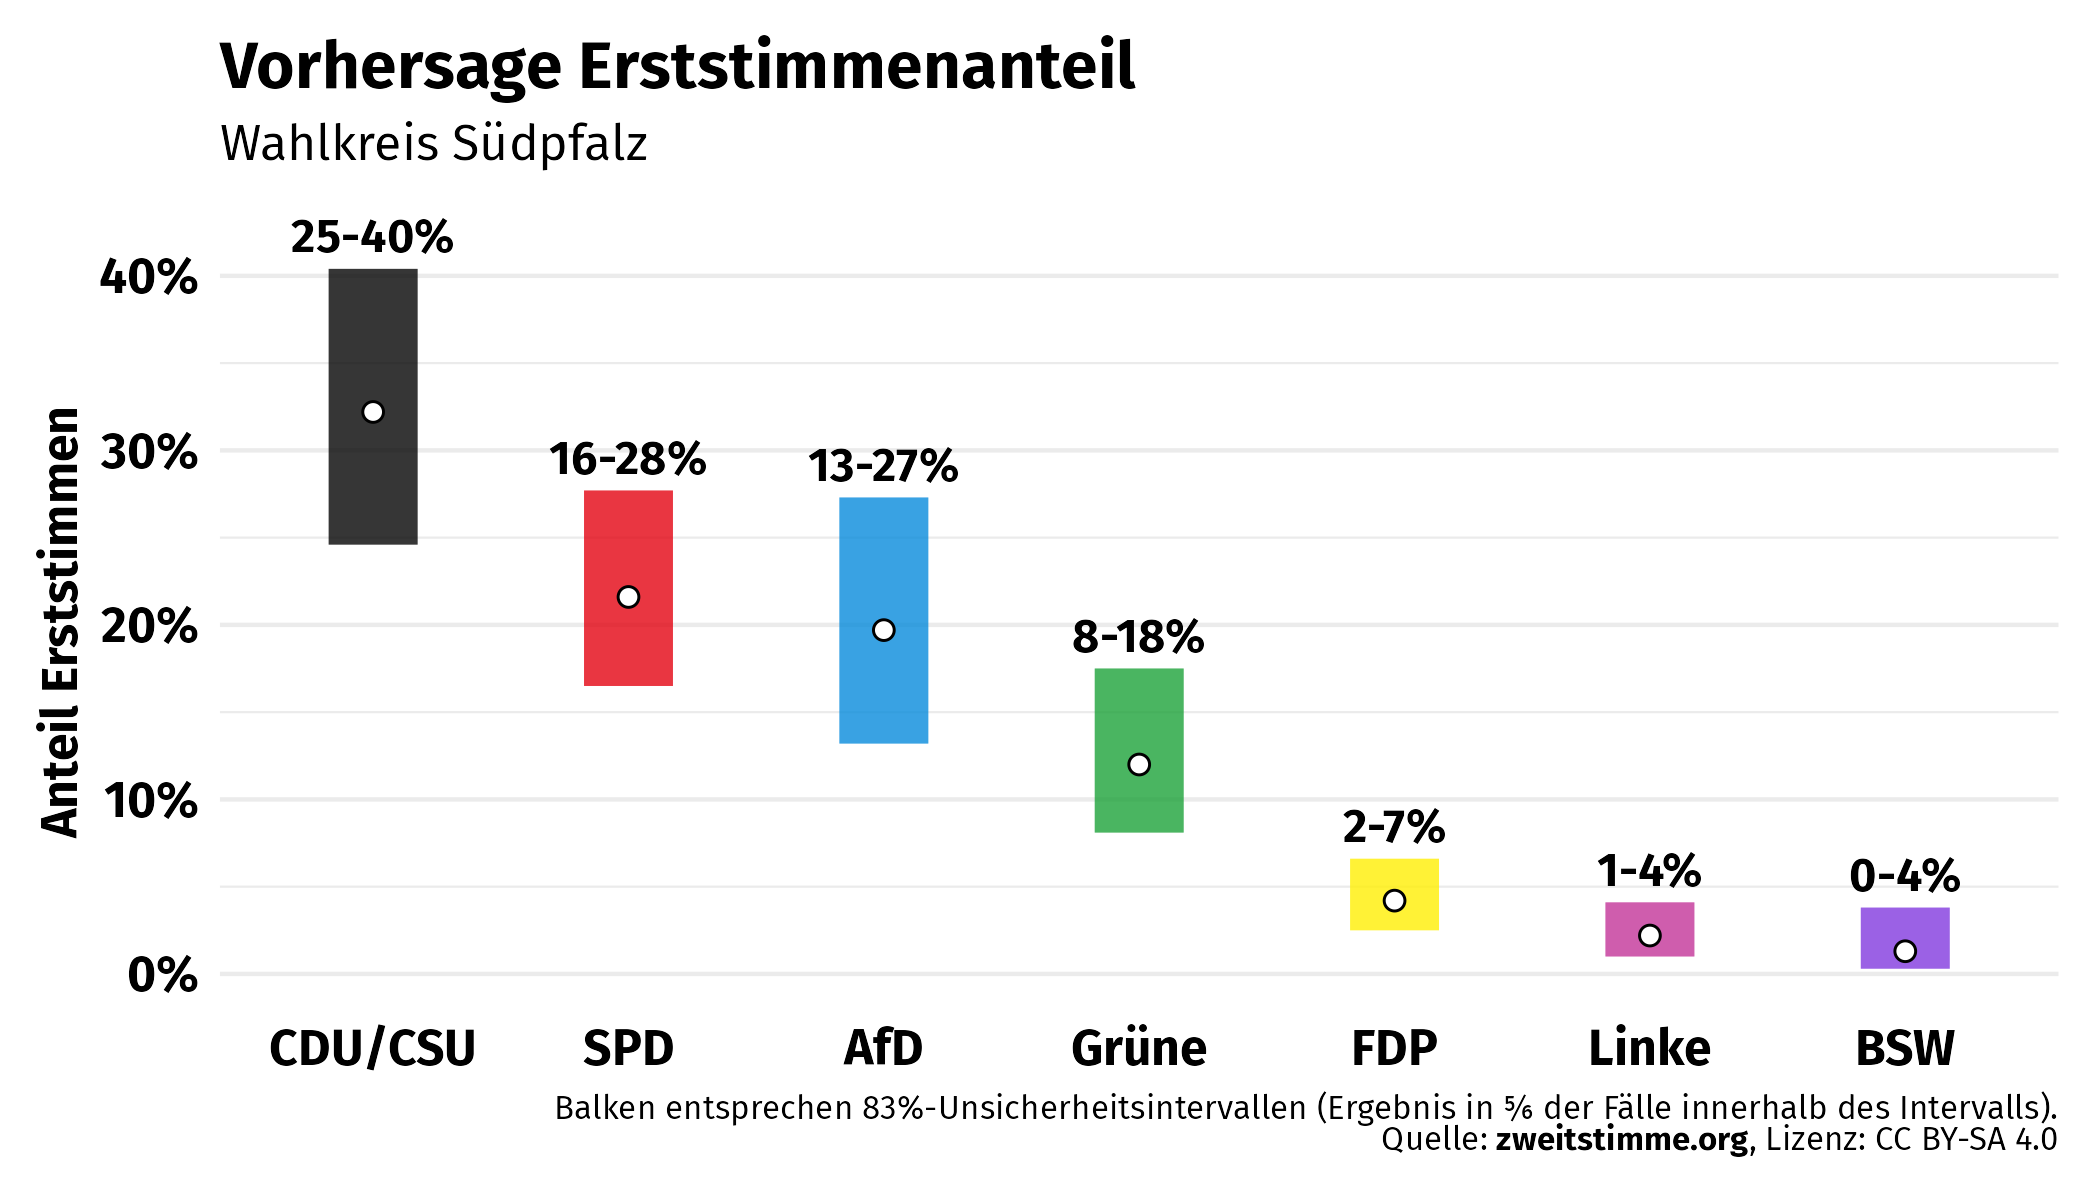 Vorhersage Erststimmenanteil
Wahlkreis Südpfalz
Anteil Erststimmen
40%
30%
20%
10%
0%
25-40%
16-28%
13-27%
8-18%
2-7%
1-4%
0-4%
CDU/CSU SPD AfD Grüne FDP Linke BSW
Balken entsprechen 83%-Unsicherheitsintervallen (Ergebnis in ⅚ der Fälle innerhalb des Intervalls).
Quelle: zweitstimme.org, Lizenz: CC BY-SA 4.0